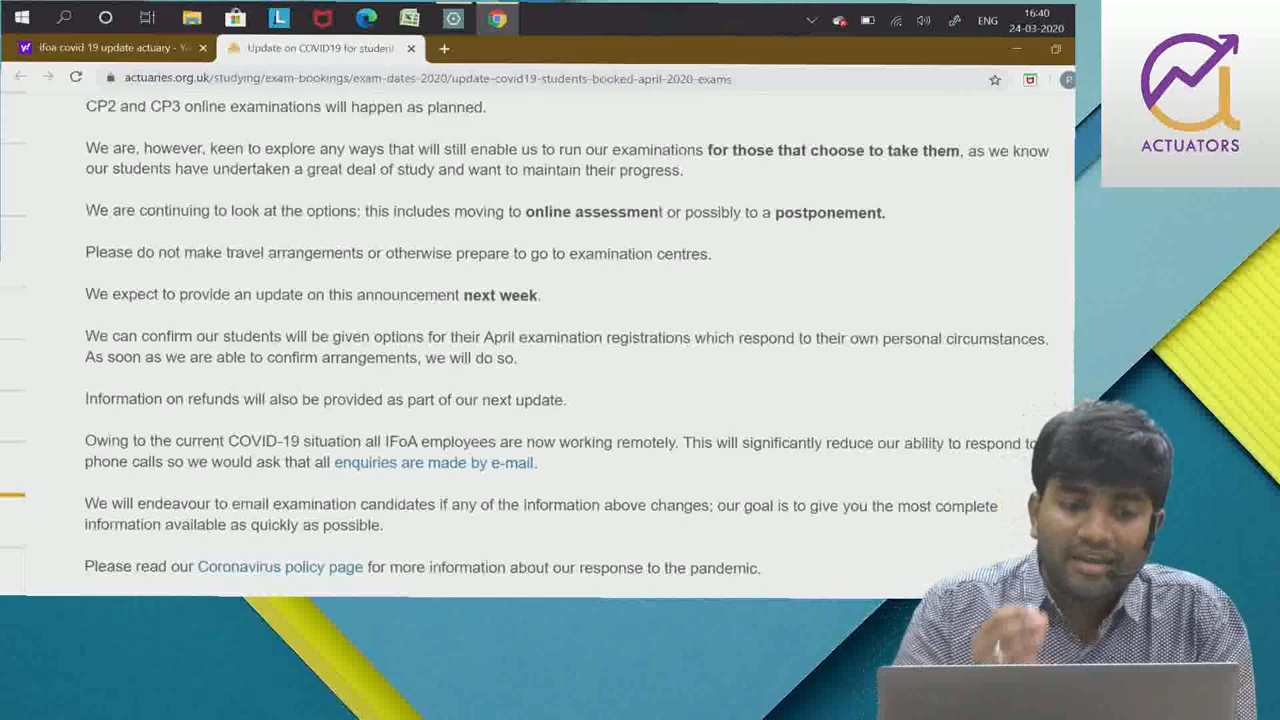 16:40
ENG
24-03-2020
ifoa covid 19 update actuary - Y
Update on COVID19 for student
actuaries.org.uk/studying/exam-bookings/exam-dates-2020/update-covid19-students-booked-april-2020-exams
ACTUATORS
CP2 and CP3 online examinations will happen as planned.
We are, however, keen to explore any ways that will still enable us to run our examinations for those that choose to take them, as we know
our students have undertaken a great deal of study and want to maintain their progress.
We are continuing to look at the options: this includes moving to online assessment or possibly to a postponement.
Please do not make travel arrangements or otherwise prepare to go to examination centres.
We expect to provide an update on this announcement next week.
We can confirm our students will be given options for their April examination registrations which respond to their own personal circumstances.
As soon as we are able to confirm arrangements, we will do so.
Information on refunds will also be provided as part of our next update.
Owing to the current COVID-19 situation all IFoA employees are now working remotely. This will significantly reduce our ability to respond to
phone calls so we would ask that all enquiries are made by e-mail.
We will endeavour to email examination candidates if any of the information above changes; our goal is to give you the most complete
information available as quickly as possible.
Please read our Coronavirus policy page for more information about our response to the pandemic.